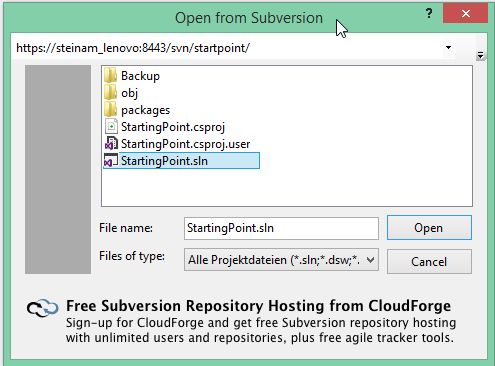 Open from Subversion
?
https://steinam_lenovo:8443/svn/startpoint/
Backup
obj
packages
StartingPoint.csproj
StartingPoint.csproj.user
StartingPoint.sln
File name:
StartingPoint.sln
Open
Files of type:
Alle Projektdateien (*.sln;*.dsw;*.
Cancel
Free Subversion Repository Hosting from CloudForge
Sign-up for CloudForge and get free Subversion repository hosting
with unlimited users and repositories, plus free agile tracker tools.